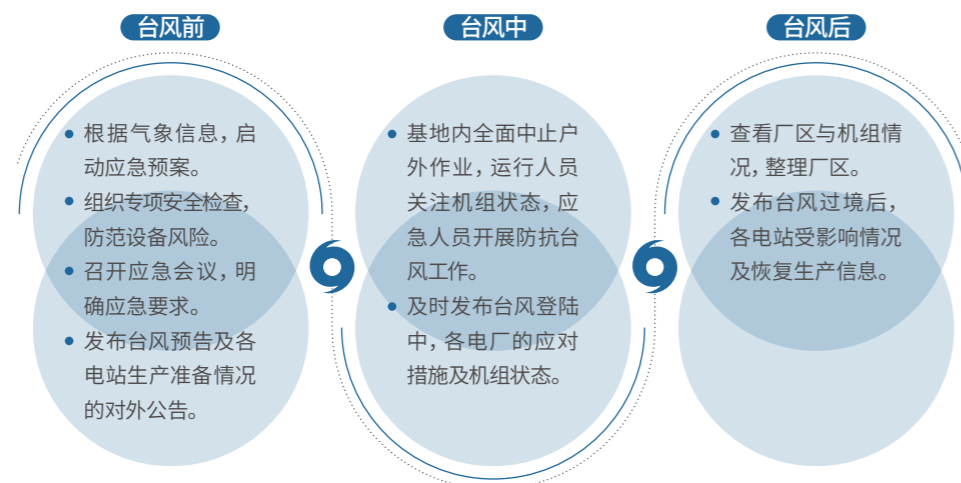 台风前
● 根据气象信息，启
动应急预案。
● 组织专项安全检查，
防范设备风险。
● 召开应急会议，明
确应急要求。
● 发布台风预告及各
电站生产准备情况
的对外公告。
台风中
● 基地内全面中止户
外作业，运行人员
关注机组状态，应
急人员开展防抗台
风工作。
● 及时发布台风登陆
中，各电厂的应对
措施及机组状态。
台风后
● 查看厂区与机组情
况，整理厂区。
● 发布台风过境后，
各电站受影响情况
及恢复生产信息。